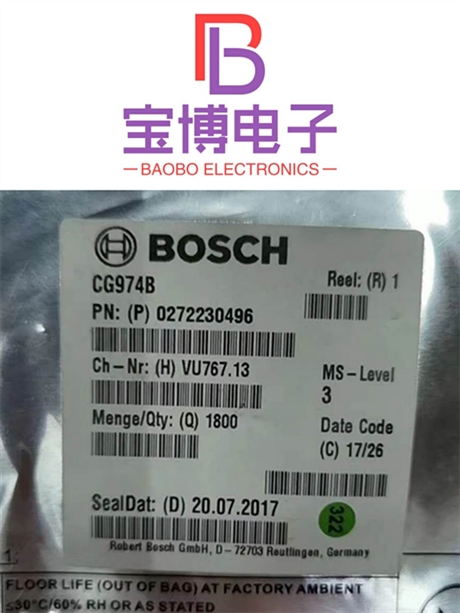 宝博电子
BAOBO ELECTRONICS
BOSCH
CG974B
Reel: (R) 1
PN: (P) 0272230496
Ch-Nr: (H) VU767.13
MS-Level
3
Menge/Qty: (Q) 1800
Date Code
(C) 17/26
SealDat: (D) 20.07.2017
322
Robert Bosch GmbH, D - 72703 Reutlingen, Germany
1.
FLOOR LIFE (OUT OF BAG) AT FACTORY AMBIENT
≤30°C/60% RH OR AS STATED